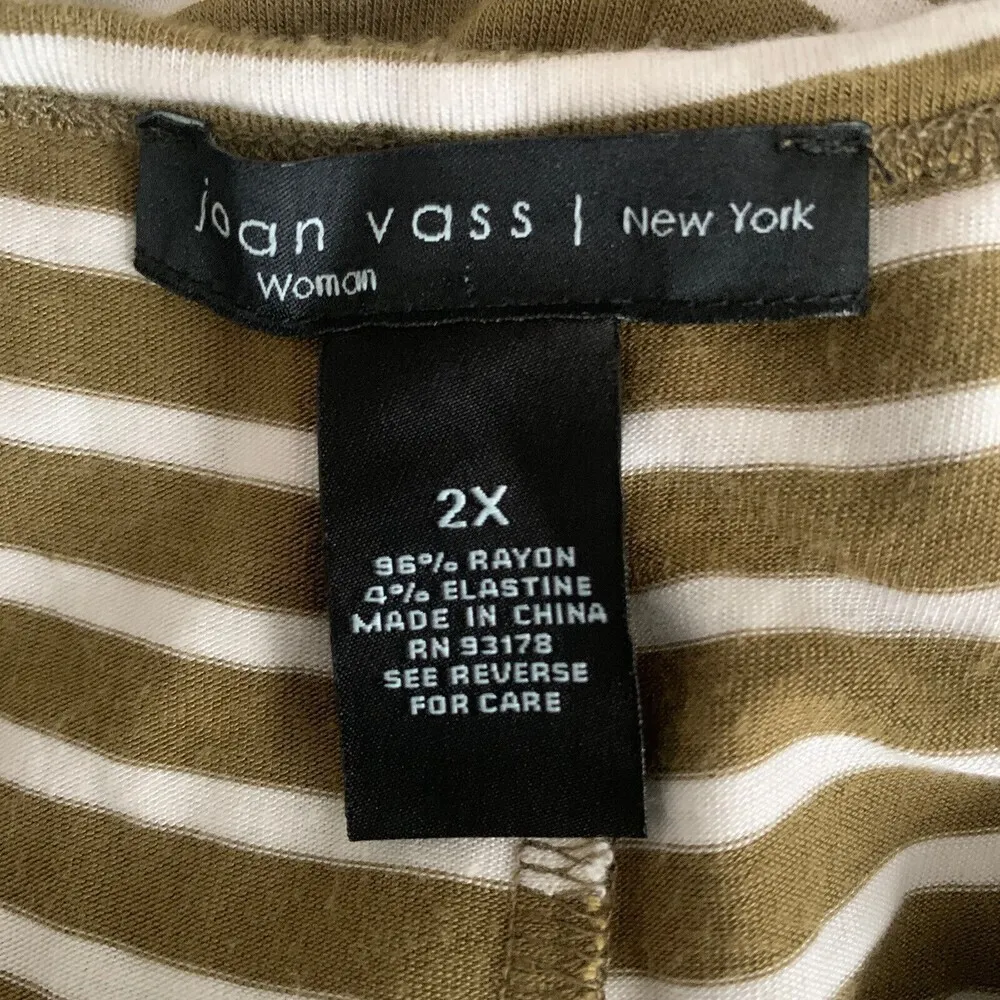 joan vass | New York
Woman
2X
96% RAYON
4% ELASTINE
MADE IN CHINA
RN 93178
SEE REVERSE
FOR CARE